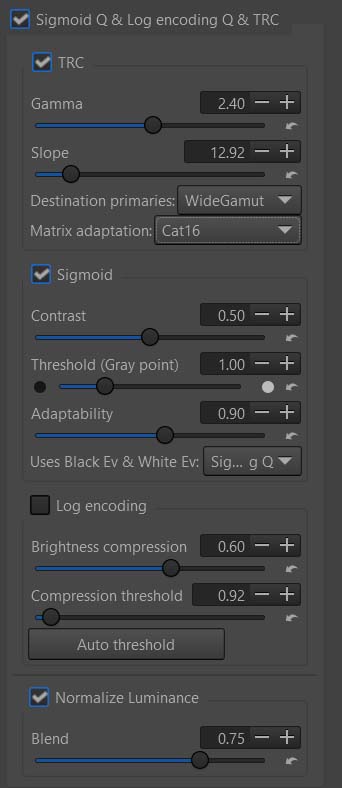 Sigmoid Q & Log encoding Q & TRC
TRC
Gamma 2.40
Slope 12.92
Destination primaries: WideGamut
Matrix adaptation: Cat16
Sigmoid
Contrast 0.50
Threshold (Gray point) 1.00
Adaptability 0.90
Uses Black Ev & White Ev: Sig... g Q
Log encoding
Brightness compression 0.60
Compression threshold 0.92
Auto threshold
Normalize Luminance
Blend 0.75